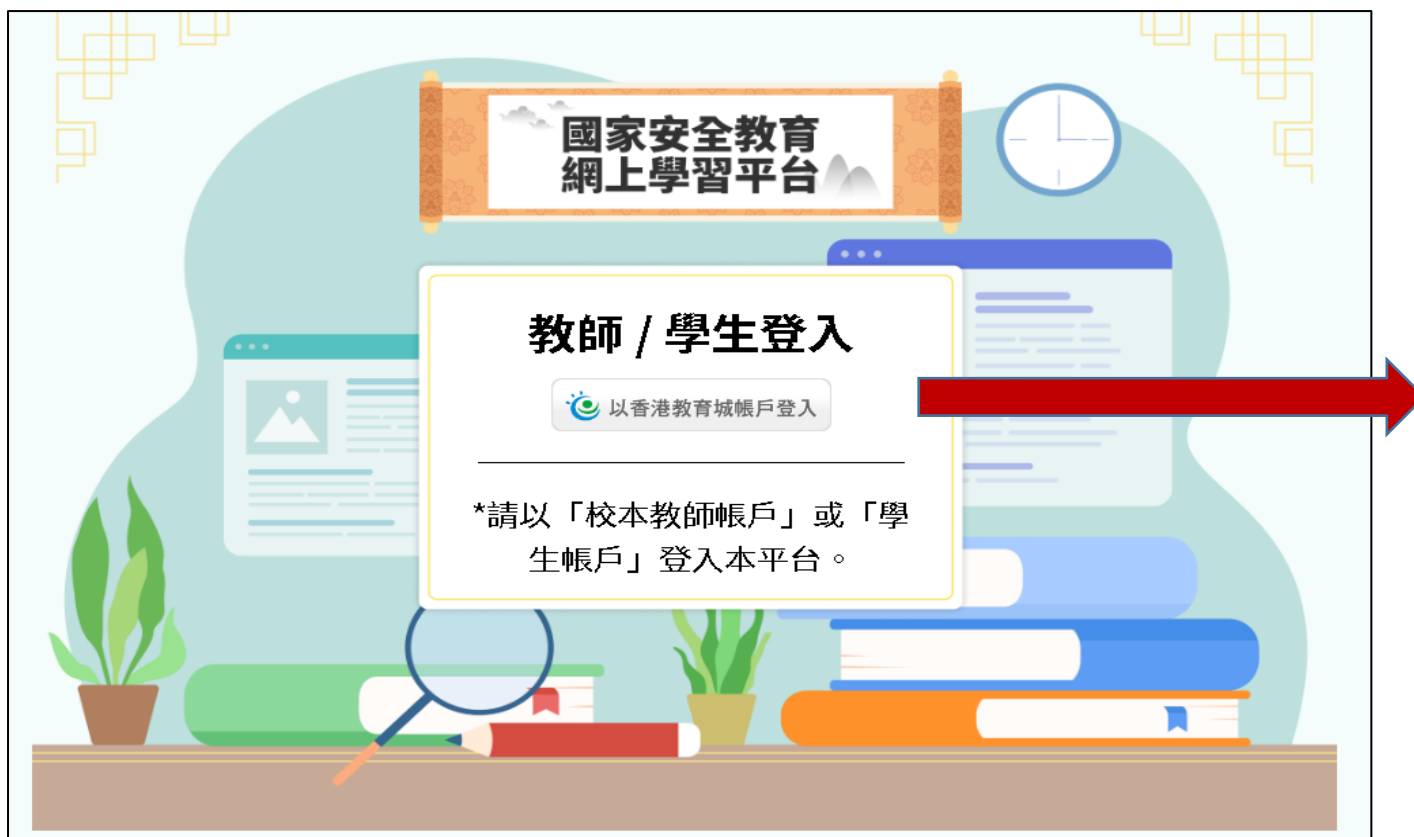 國家安全教育
網上學習平台
教師 / 學生登入
以香港教育城帳戶登入
*請以「校本教師帳戶」或「學
生帳戶」登入本平台。